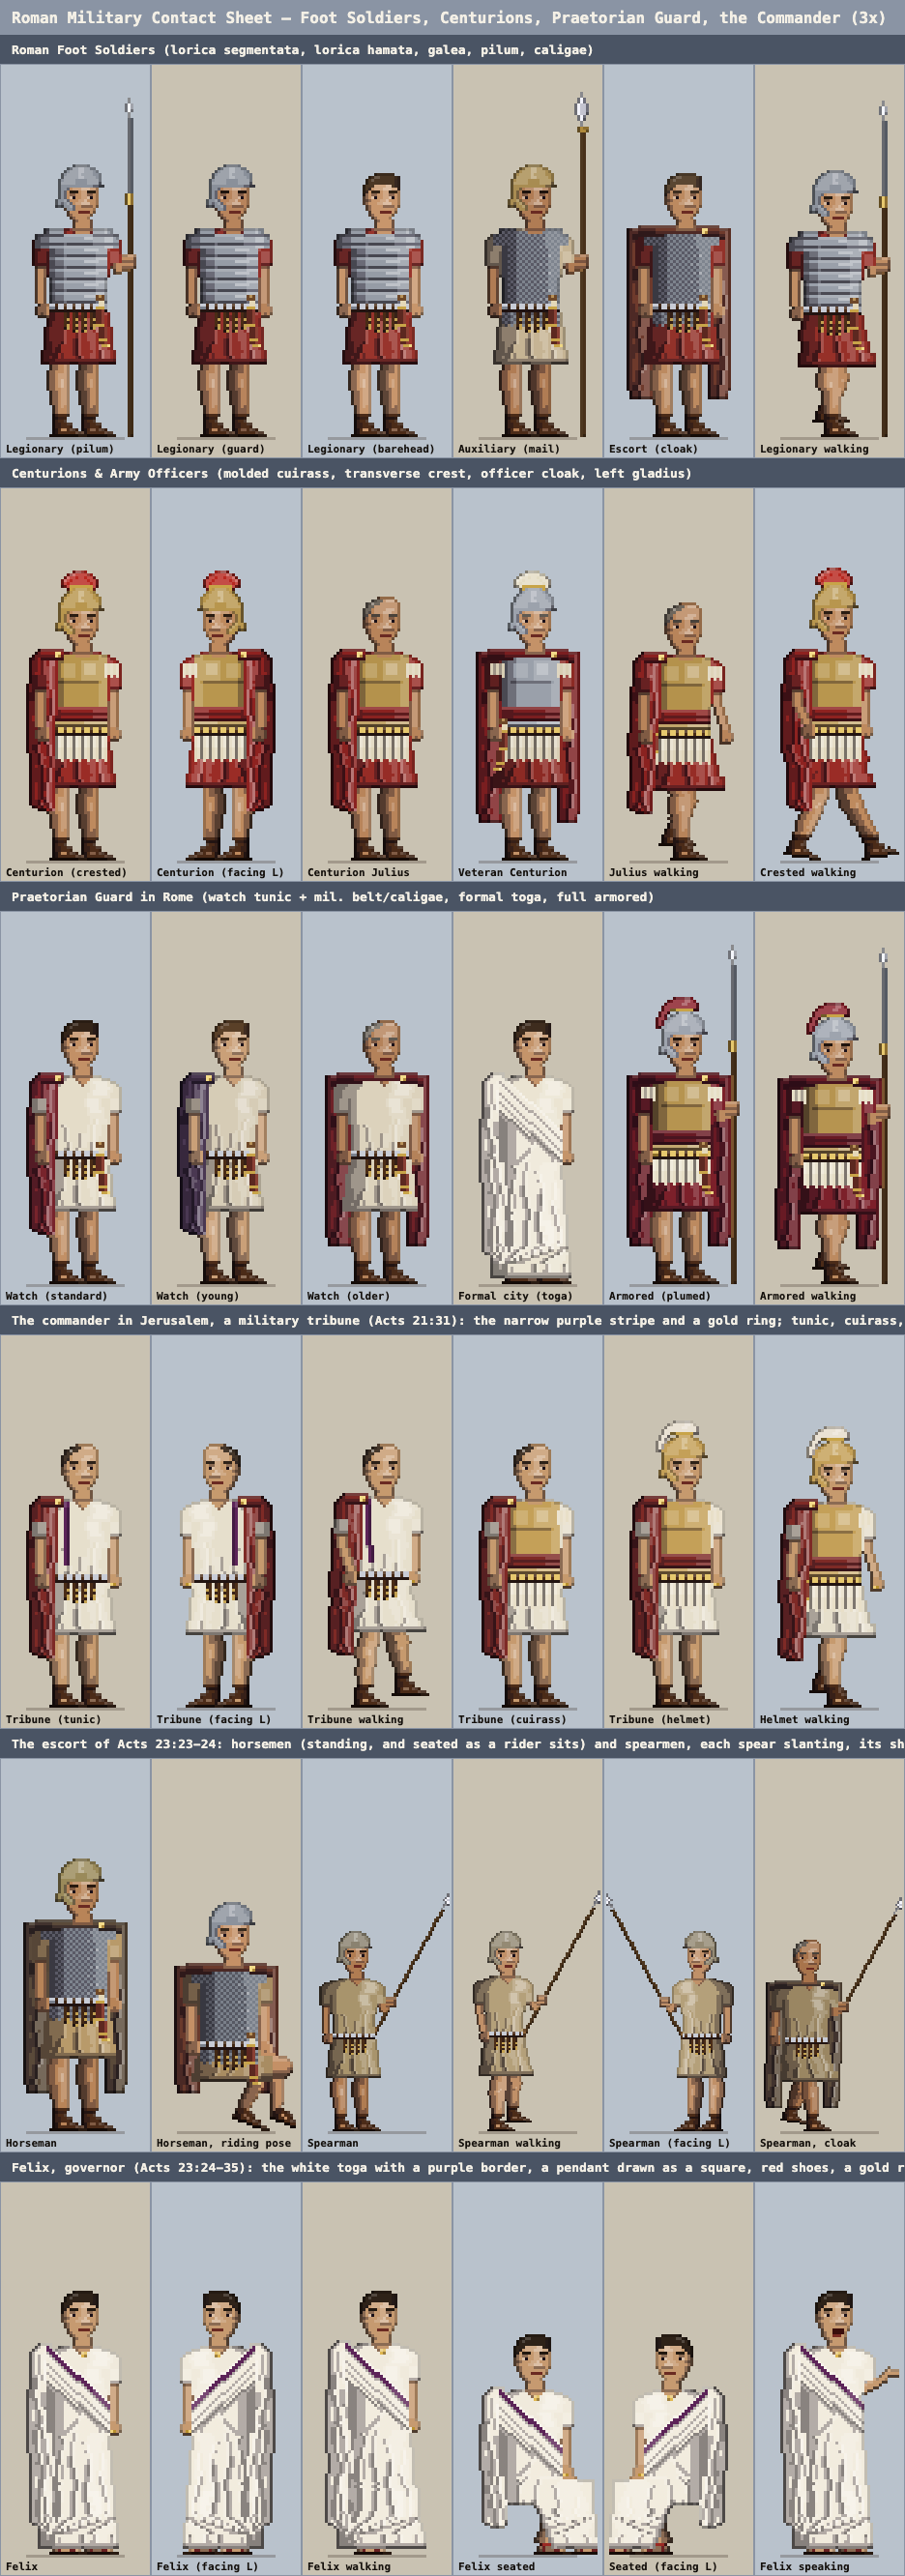 Roman Military Contact Sheet — Foot Soldiers, Centurions, Praetorian Guard, the Commander (3x)
Roman Foot Soldiers (lorica segmentata, lorica hamata, galea, pilum, caligae)
Legionary (pilum) Legionary (guard) Legionary (barehead) Auxiliary (mail) Escort (cloak) Legionary walking
Centurions & Army Officers (molded cuirass, transverse crest, officer cloak, left gladius)
Centurion (crested) Centurion (facing L) Centurion Julius Veteran Centurion Julius walking Crested walking
Praetorian Guard in Rome (watch tunic + mil. belt/caligae, formal toga, full armored)
Watch (standard) Watch (young) Watch (older) Formal city (toga) Armored (plumed) Armored walking
The commander in Jerusalem, a military tribune (Acts 21:31): the narrow purple stripe and a gold ring; tunic, cuirass,
Tribune (tunic) Tribune (facing L) Tribune walking Tribune (cuirass) Tribune (helmet) Helmet walking
The escort of Acts 23:23–24: horsemen (standing, and seated as a rider sits) and spearmen, each spear slanting, its sh
Horseman Horseman, riding pose Spearman Spearman walking Spearman (facing L) Spearman, cloak
Felix, governor (Acts 23:24–35): the white toga with a purple border, a pendant drawn as a square, red shoes, a gold r
Felix Felix (facing L) Felix walking Felix seated Seated (facing L) Felix speaking